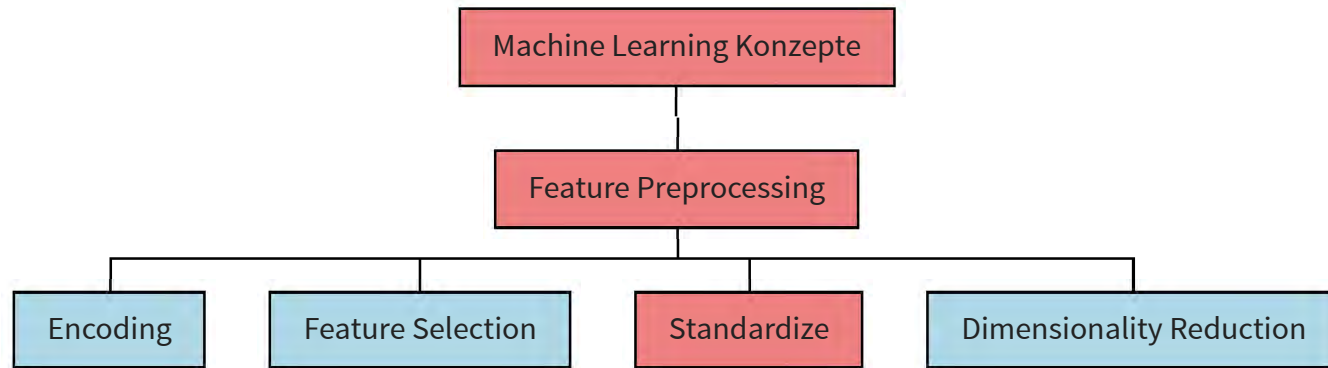 Machine Learning Konzepte
Feature Preprocessing
Encoding
Feature Selection
Standardize
Dimensionality Reduction